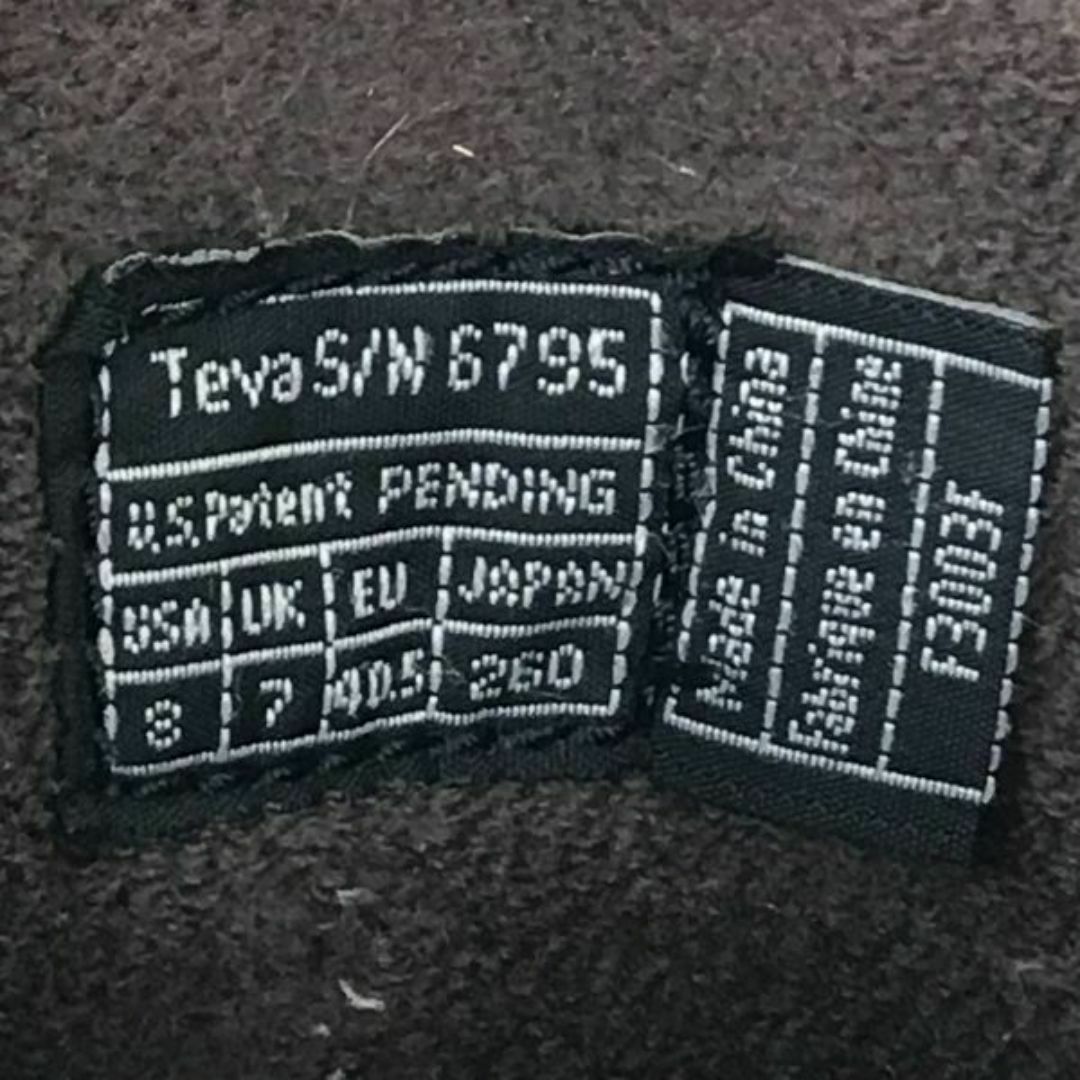 Teva S/N 6795
U.S. Patent PENDING
USA UK EU JAPAN
8 7 40.5 260
Made in China
Fabrique en Chine
F3003F